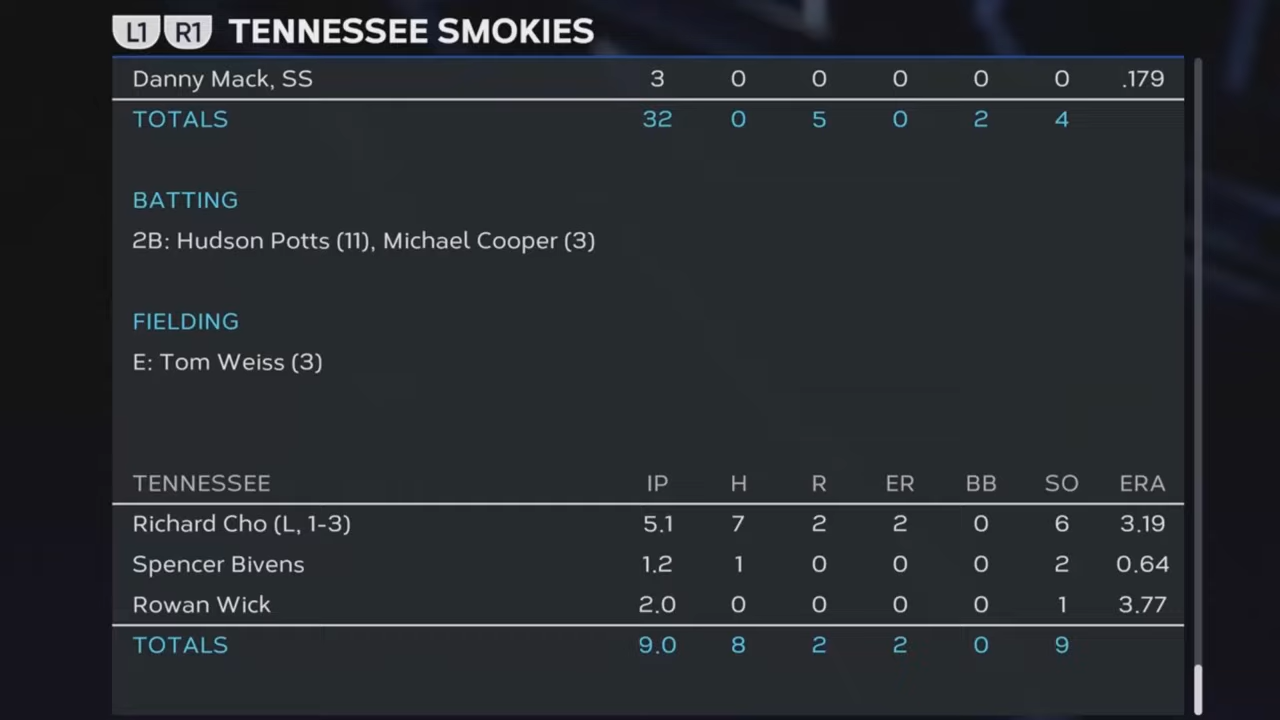 L1 R1 TENNESSEE SMOKIES
Danny Mack, SS 3 0 0 0 0 0 .179
TOTALS 32 0 5 0 2 4
BATTING
2B: Hudson Potts (11), Michael Cooper (3)
FIELDING
E: Tom Weiss (3)
TENNESSEE IP H R ER BB SO ERA
Richard Cho (L, 1-3) 5.1 7 2 2 0 6 3.19
Spencer Bivens 1.2 1 0 0 0 2 0.64
Rowan Wick 2.0 0 0 0 0 1 3.77
TOTALS 9.0 8 2 2 0 9